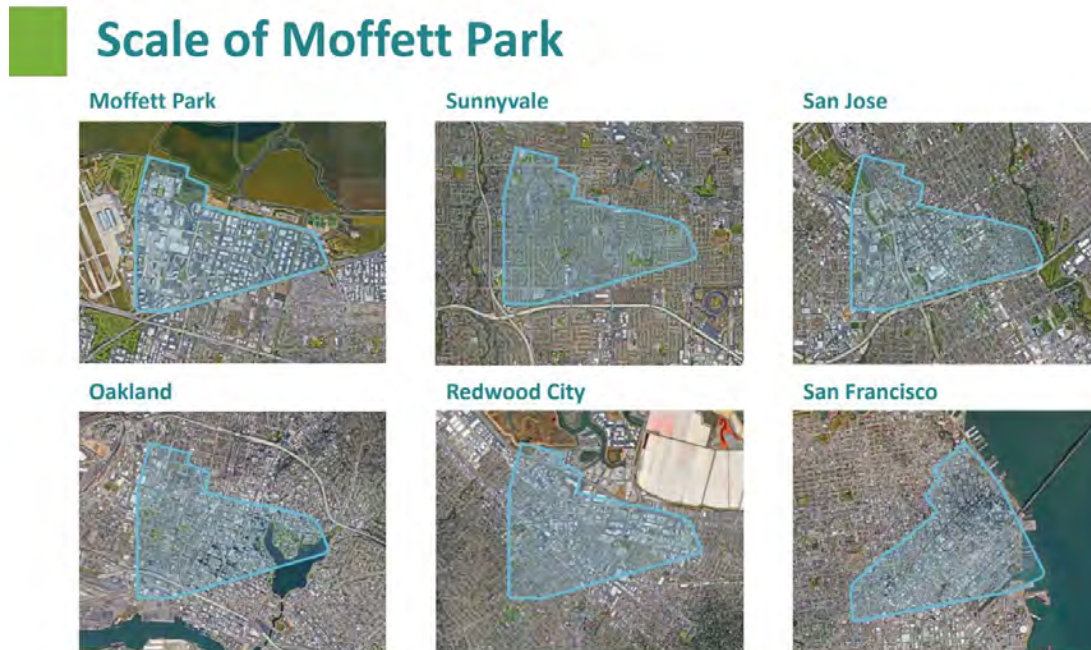 Scale of Moffett Park
Moffett Park
Sunnyvale
San Jose
Oakland
Redwood City
San Francisco